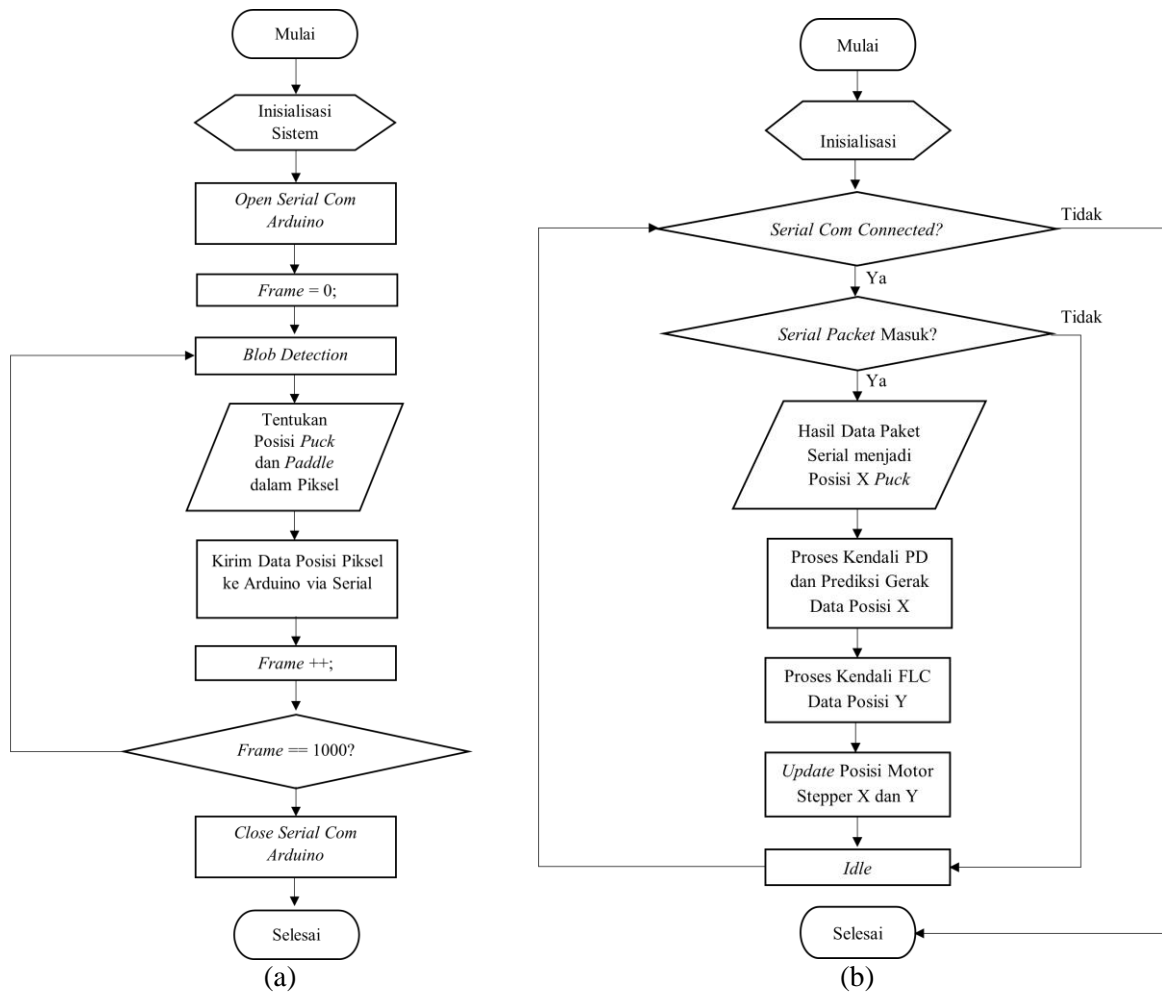 Mulai
Inisialisasi
Sistem
Open Serial Com
Arduino
Frame = 0;
Blob Detection
Tentukan
Posisi Puck
dan Paddle
dalam Piksel
Kirim Data Posisi Piksel
ke Arduino via Serial
Frame ++;
Frame == 1000?
Close Serial Com
Arduino
Selesai
(a)
Mulai
Inisialisasi
Serial Com Connected?
Tidak
Ya
Serial Packet Masuk?
Tidak
Ya
Hasil Data Paket
Serial menjadi
Posisi X Puck
Proses Kendali PD
dan Prediksi Gerak
Data Posisi X
Proses Kendali FLC
Data Posisi Y
Update Posisi Motor
Stepper X dan Y
Idle
Selesai
(b)